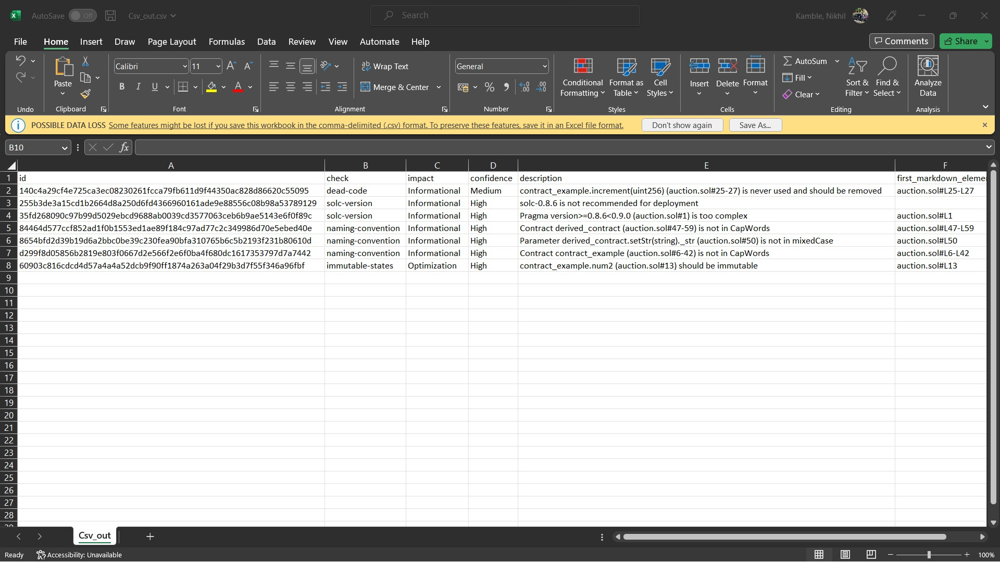 AutoSave Off Csv_out.csv Search Kamble, Nikhil
File Home Insert Draw Page Layout Formulas Data Review View Automate Help Comments Share
Calibri 11 ab Wrap Text General AutoSum
Paste B I U A Merge & Center % Conditional Formatting Format as Table Cell Styles Insert Delete Format Fill Clear Sort & Filter Find & Select Analyze Data
Undo Clipboard Font Alignment Number Styles Cells Editing Analysis
POSSIBLE DATA LOSS Some features might be lost if you save this workbook in the comma-delimited (.csv) format. To preserve these features, save it in an Excel file format. Don't show again Save As...
B10 fx
A B C D E F
1 id check impact confidence description first_markdown_eleme
2 140c4a29cf4e725ca3ec08230261fcca79fb611d9f44350ac828d86620c55095 dead-code Informational Medium contract_example.increment(uint256) (auction.sol#25-27) is never used and should be removed auction.sol#L25-L27
3 255b3de3a15cd1b2664d8a250d6fd4366960161ade9e88556c08b98a53789129 solc-version Informational High solc-0.8.6 is not recommended for deployment
4 35fd268090c97b99d5029ebcd9688ab0039cd3577063ceb6b9ae5143e6f0f89c solc-version Informational High Pragma version>=0.8.6<0.9.0 (auction.sol#1) is too complex auction.sol#L1
5 84464d577ccf852ad1f0b1553ed1ae89f184c97ad77c2c349986d70e5ebed40e naming-convention Informational High Contract derived_contract (auction.sol#47-59) is not in CapWords auction.sol#L47-L59
6 8654bfd2d39b19d6a2bbc0be39c230fea90bfa310765b6c5b2193f231b80610d naming-convention Informational High Parameter derived_contract.setStr(string)._str (auction.sol#50) is not in mixedCase auction.sol#L50
7 d299f8d05856b2819e803f0667d2e566f2e6f0ba4f680dc1617353797d7a7442 naming-convention Informational High Contract contract_example (auction.sol#6-42) is not in CapWords auction.sol#L6-L42
8 60903c816cdcd4d57a4a4a52dcb9f90ff1874a263a04f29b3d7f55f346a96fbf immutable-states Optimization High contract_example.num2 (auction.sol#13) should be immutable auction.sol#L13
9
10
11
12
13
14
15
16
17
18
19
20
21
22
23
24
25
26
27
28
Csv_out
Ready Accessibility: Unavailable 100%